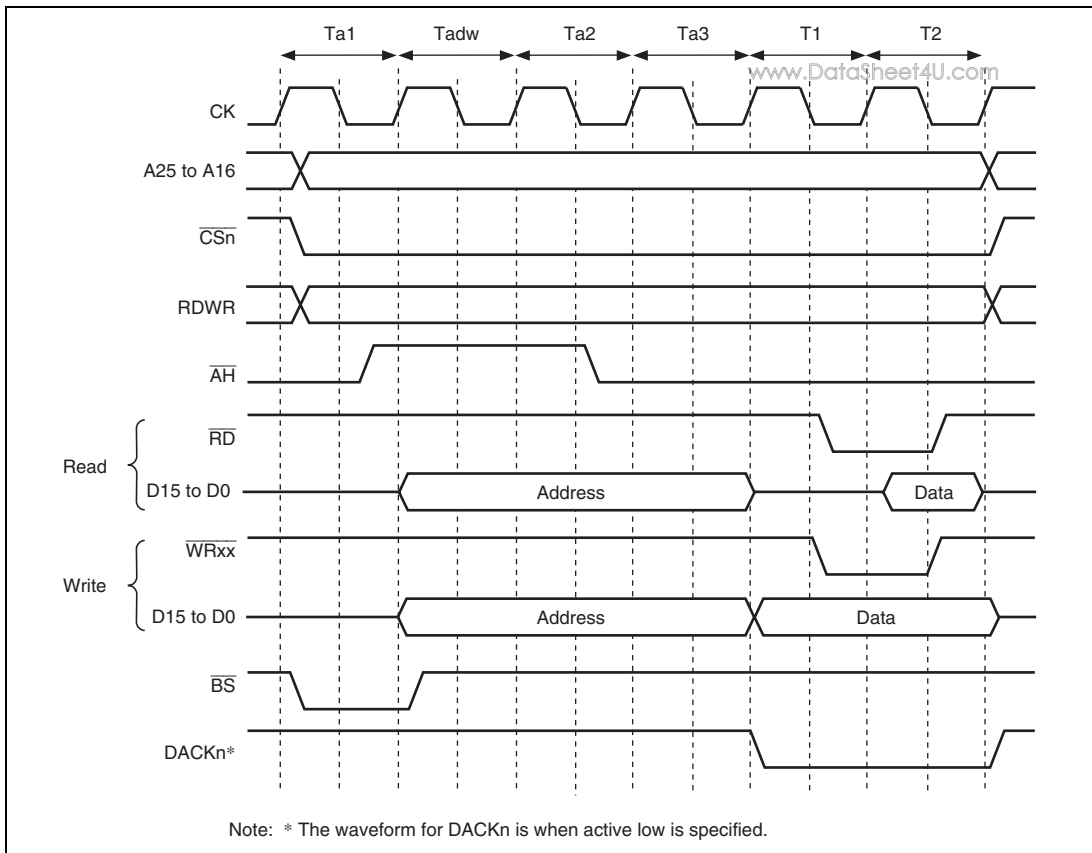 Ta1 Tadw Ta2 Ta3 T1 T2
www.DataSheet4U.com
CK
A25 to A16
CSn
RDWR
AH
RD
Read
D15 to D0 Address Data
WRxx
Write
D15 to D0 Address Data
BS
DACKn*
Note: * The waveform for DACKn is when active low is specified.